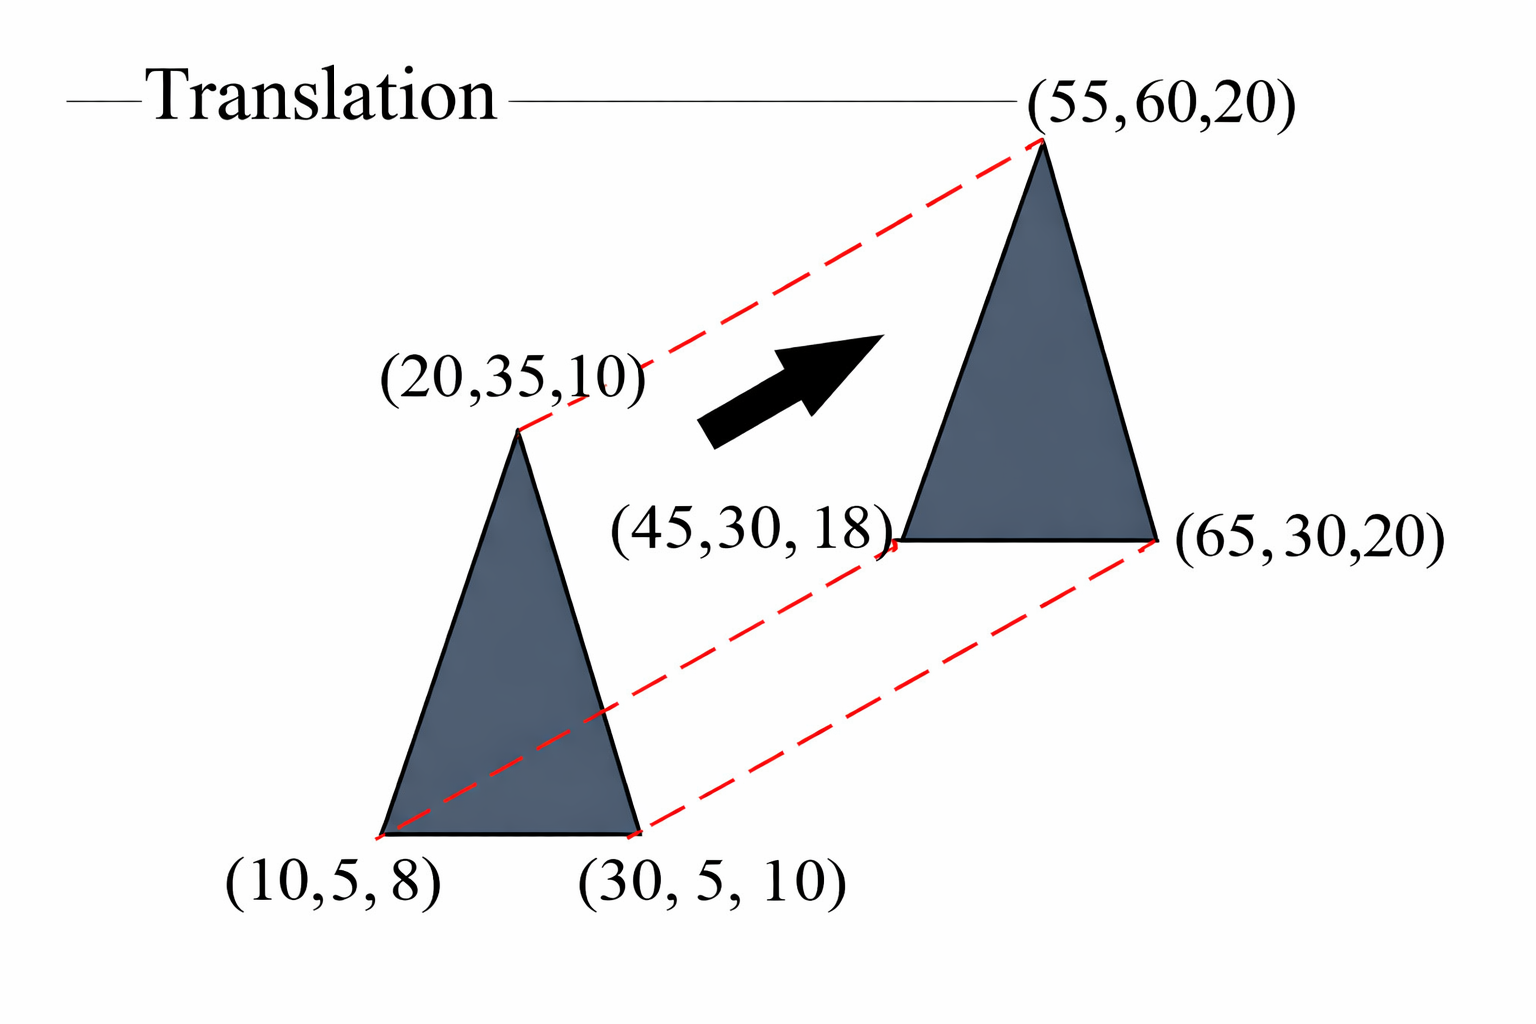 Translation
(55, 60,20)
(20,35,10)
(45,30, 18)
(65, 30,20)
(10,5, 8)
(30, 5, 10)